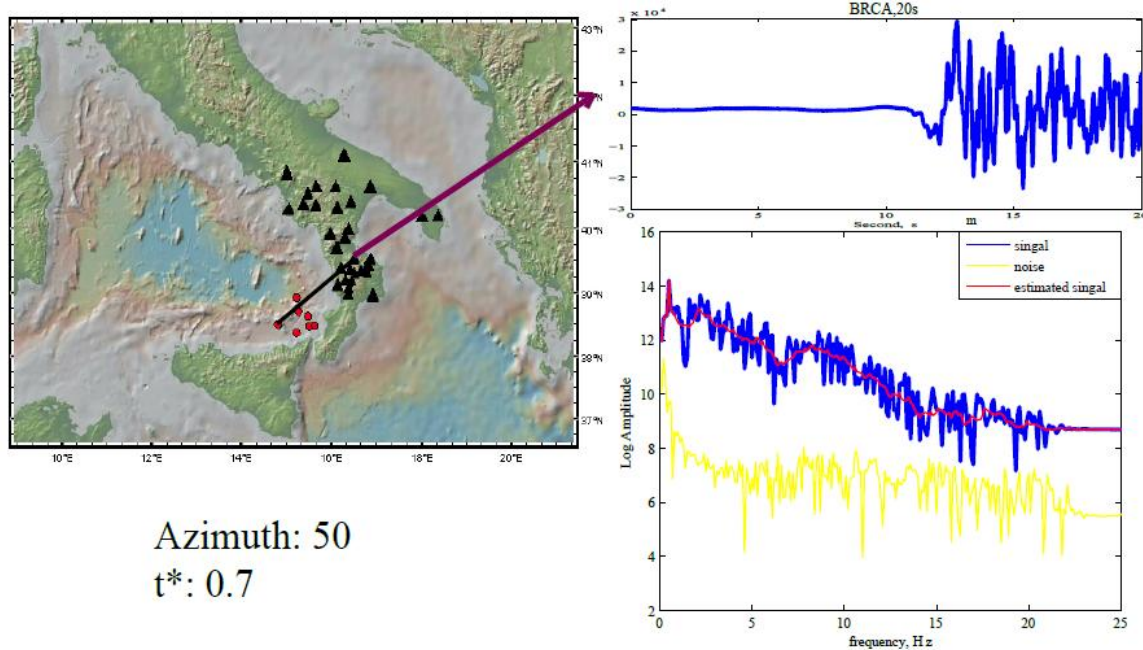 43°N
41°N
40°N
39°N
38°N
37°N
10°E 12°E 14°E 16°E 18°E 20°E
Azimuth: 50
t*: 0.7
BRCA,20s
× 10⁴
3
2
1
0
−1
−2
−3
0 5 10 15 20
Second, s
m
singal
noise
estimated singal
16
14
12
10
8
6
4
2
Log Amplitude
0 5 10 15 20 25
frequency, Hz